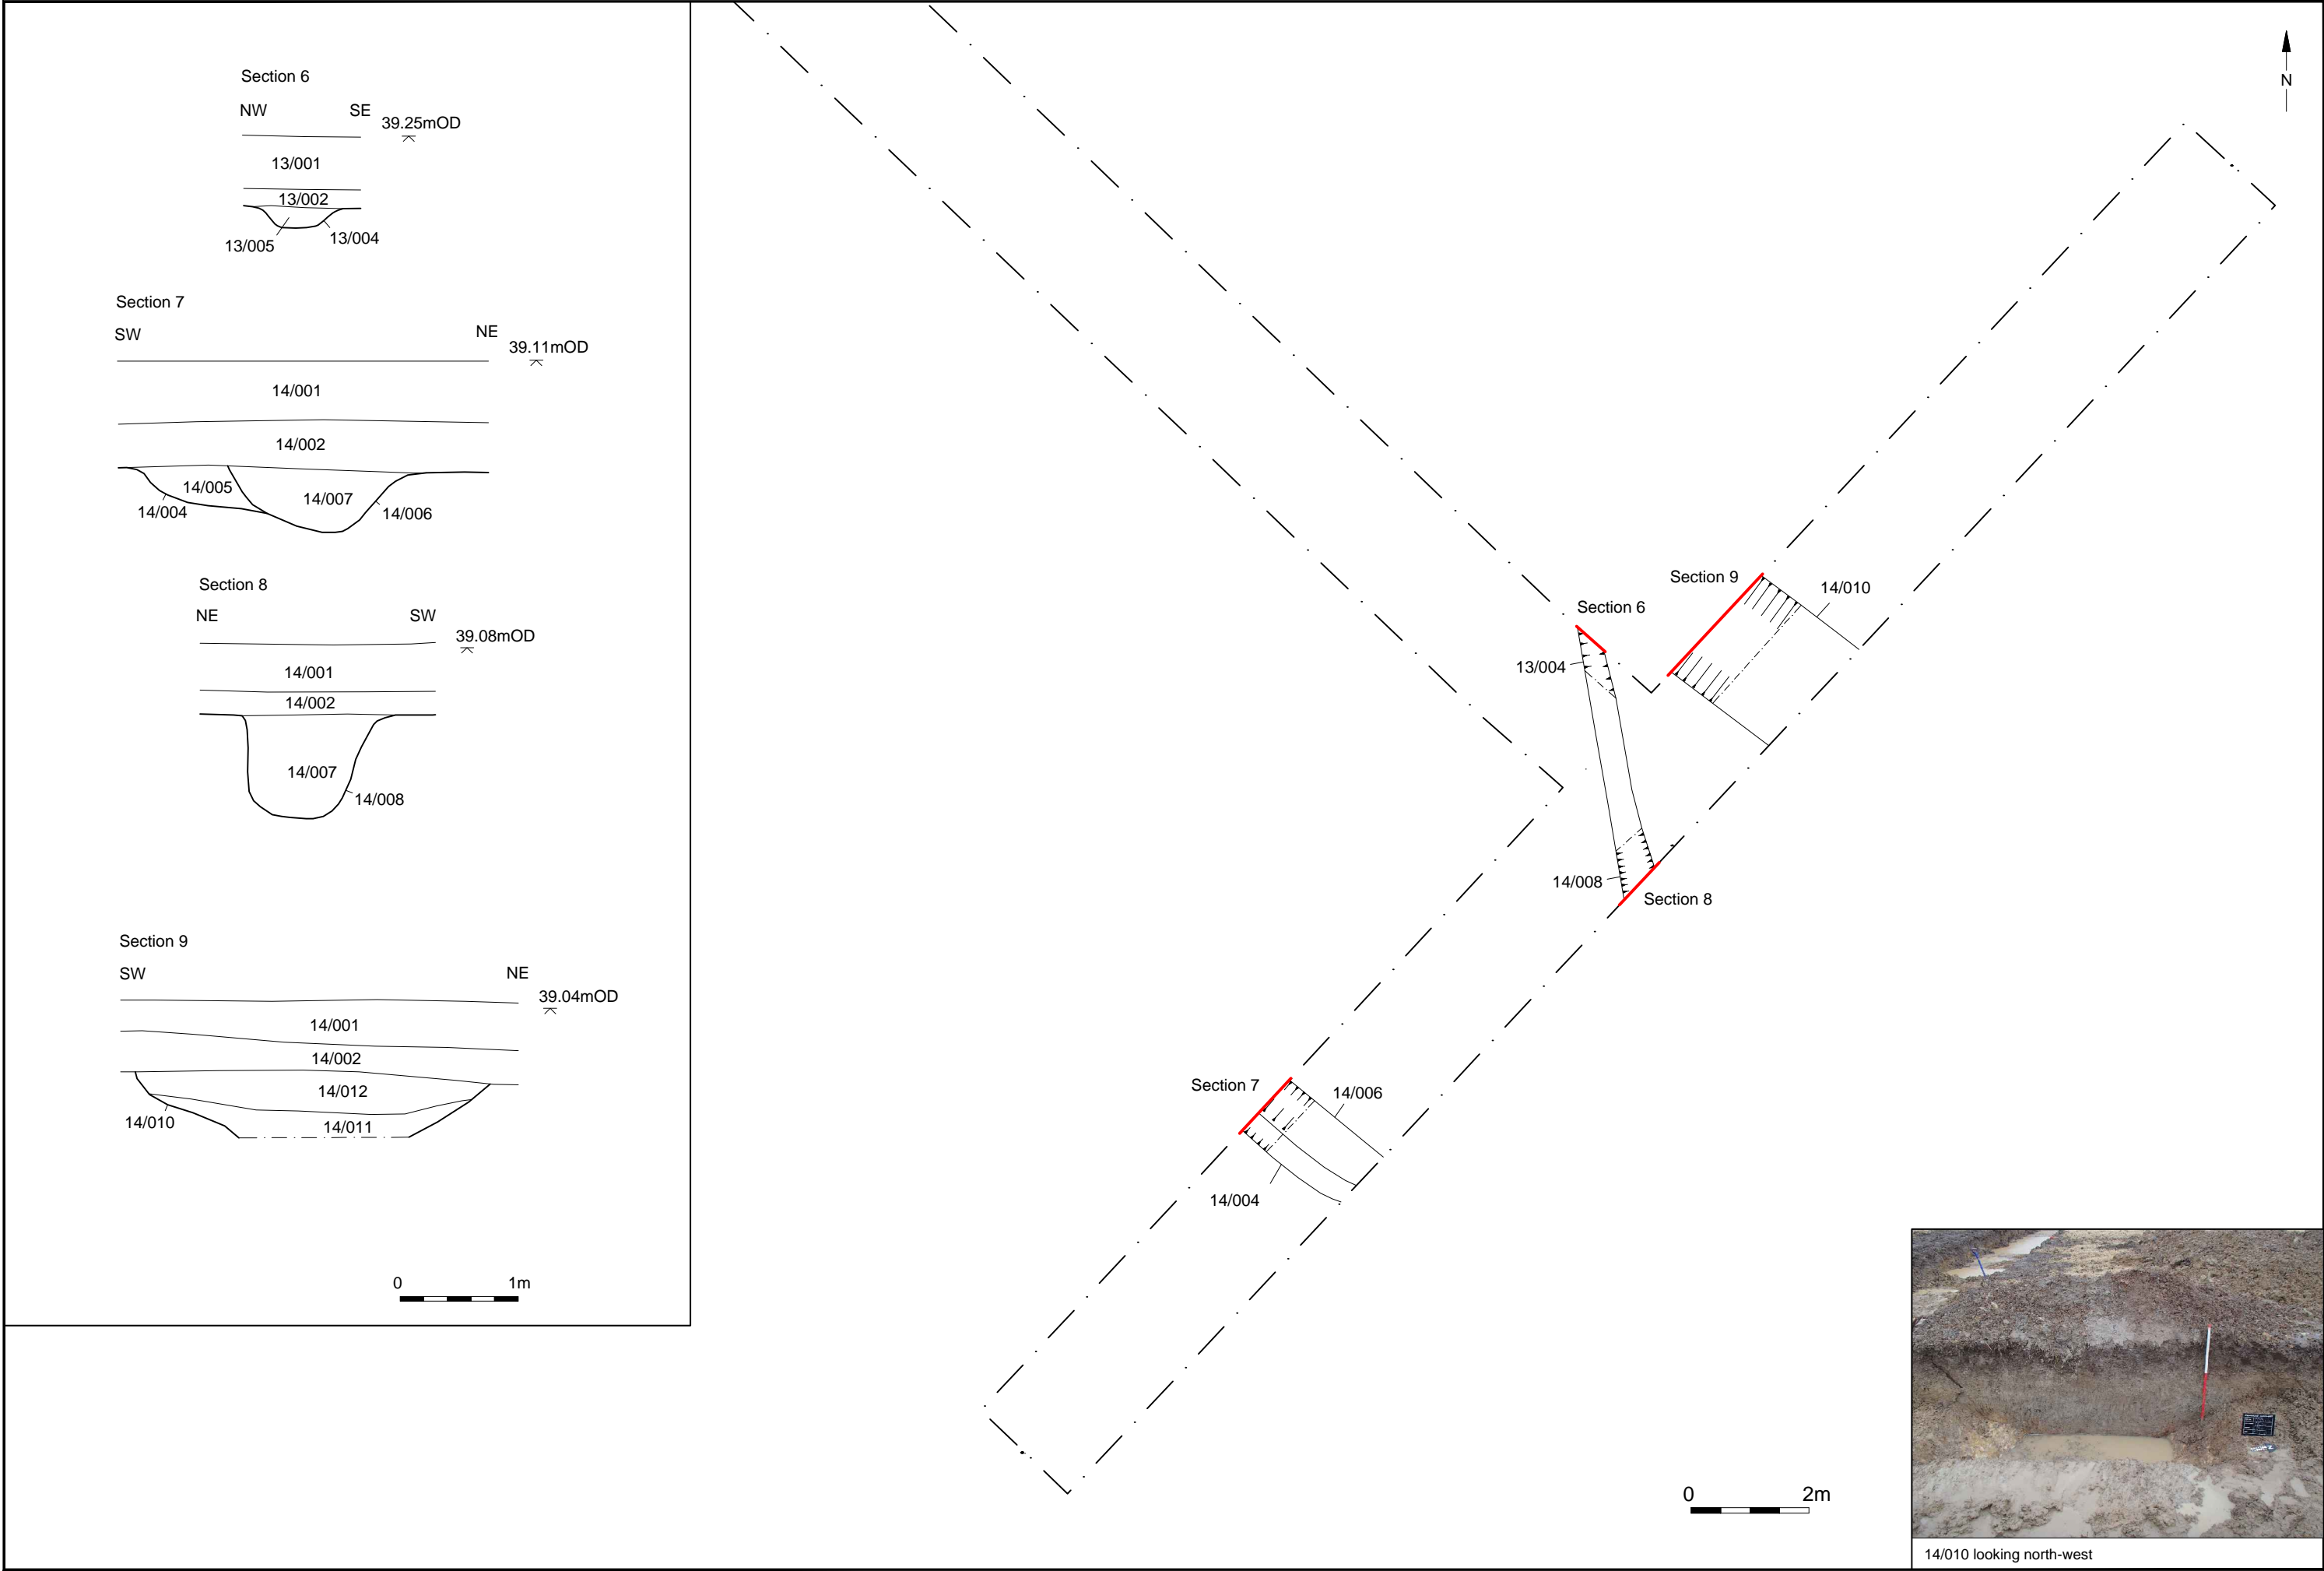 Section 6
NW SE
39.25mOD
13/001
13/002
13/005 13/004
Section 7
SW NE
39.11mOD
14/001
14/002
14/005
14/007
14/004 14/006
Section 8
NE SW
39.08mOD
14/001
14/002
14/007
14/008
Section 9
SW NE
39.04mOD
14/001
14/002
14/012
14/010 14/011
0 1m
N
Section 9
14/010
Section 6
13/004
14/008
Section 8
Section 7
14/006
14/004
0 2m
14/010 looking north-west